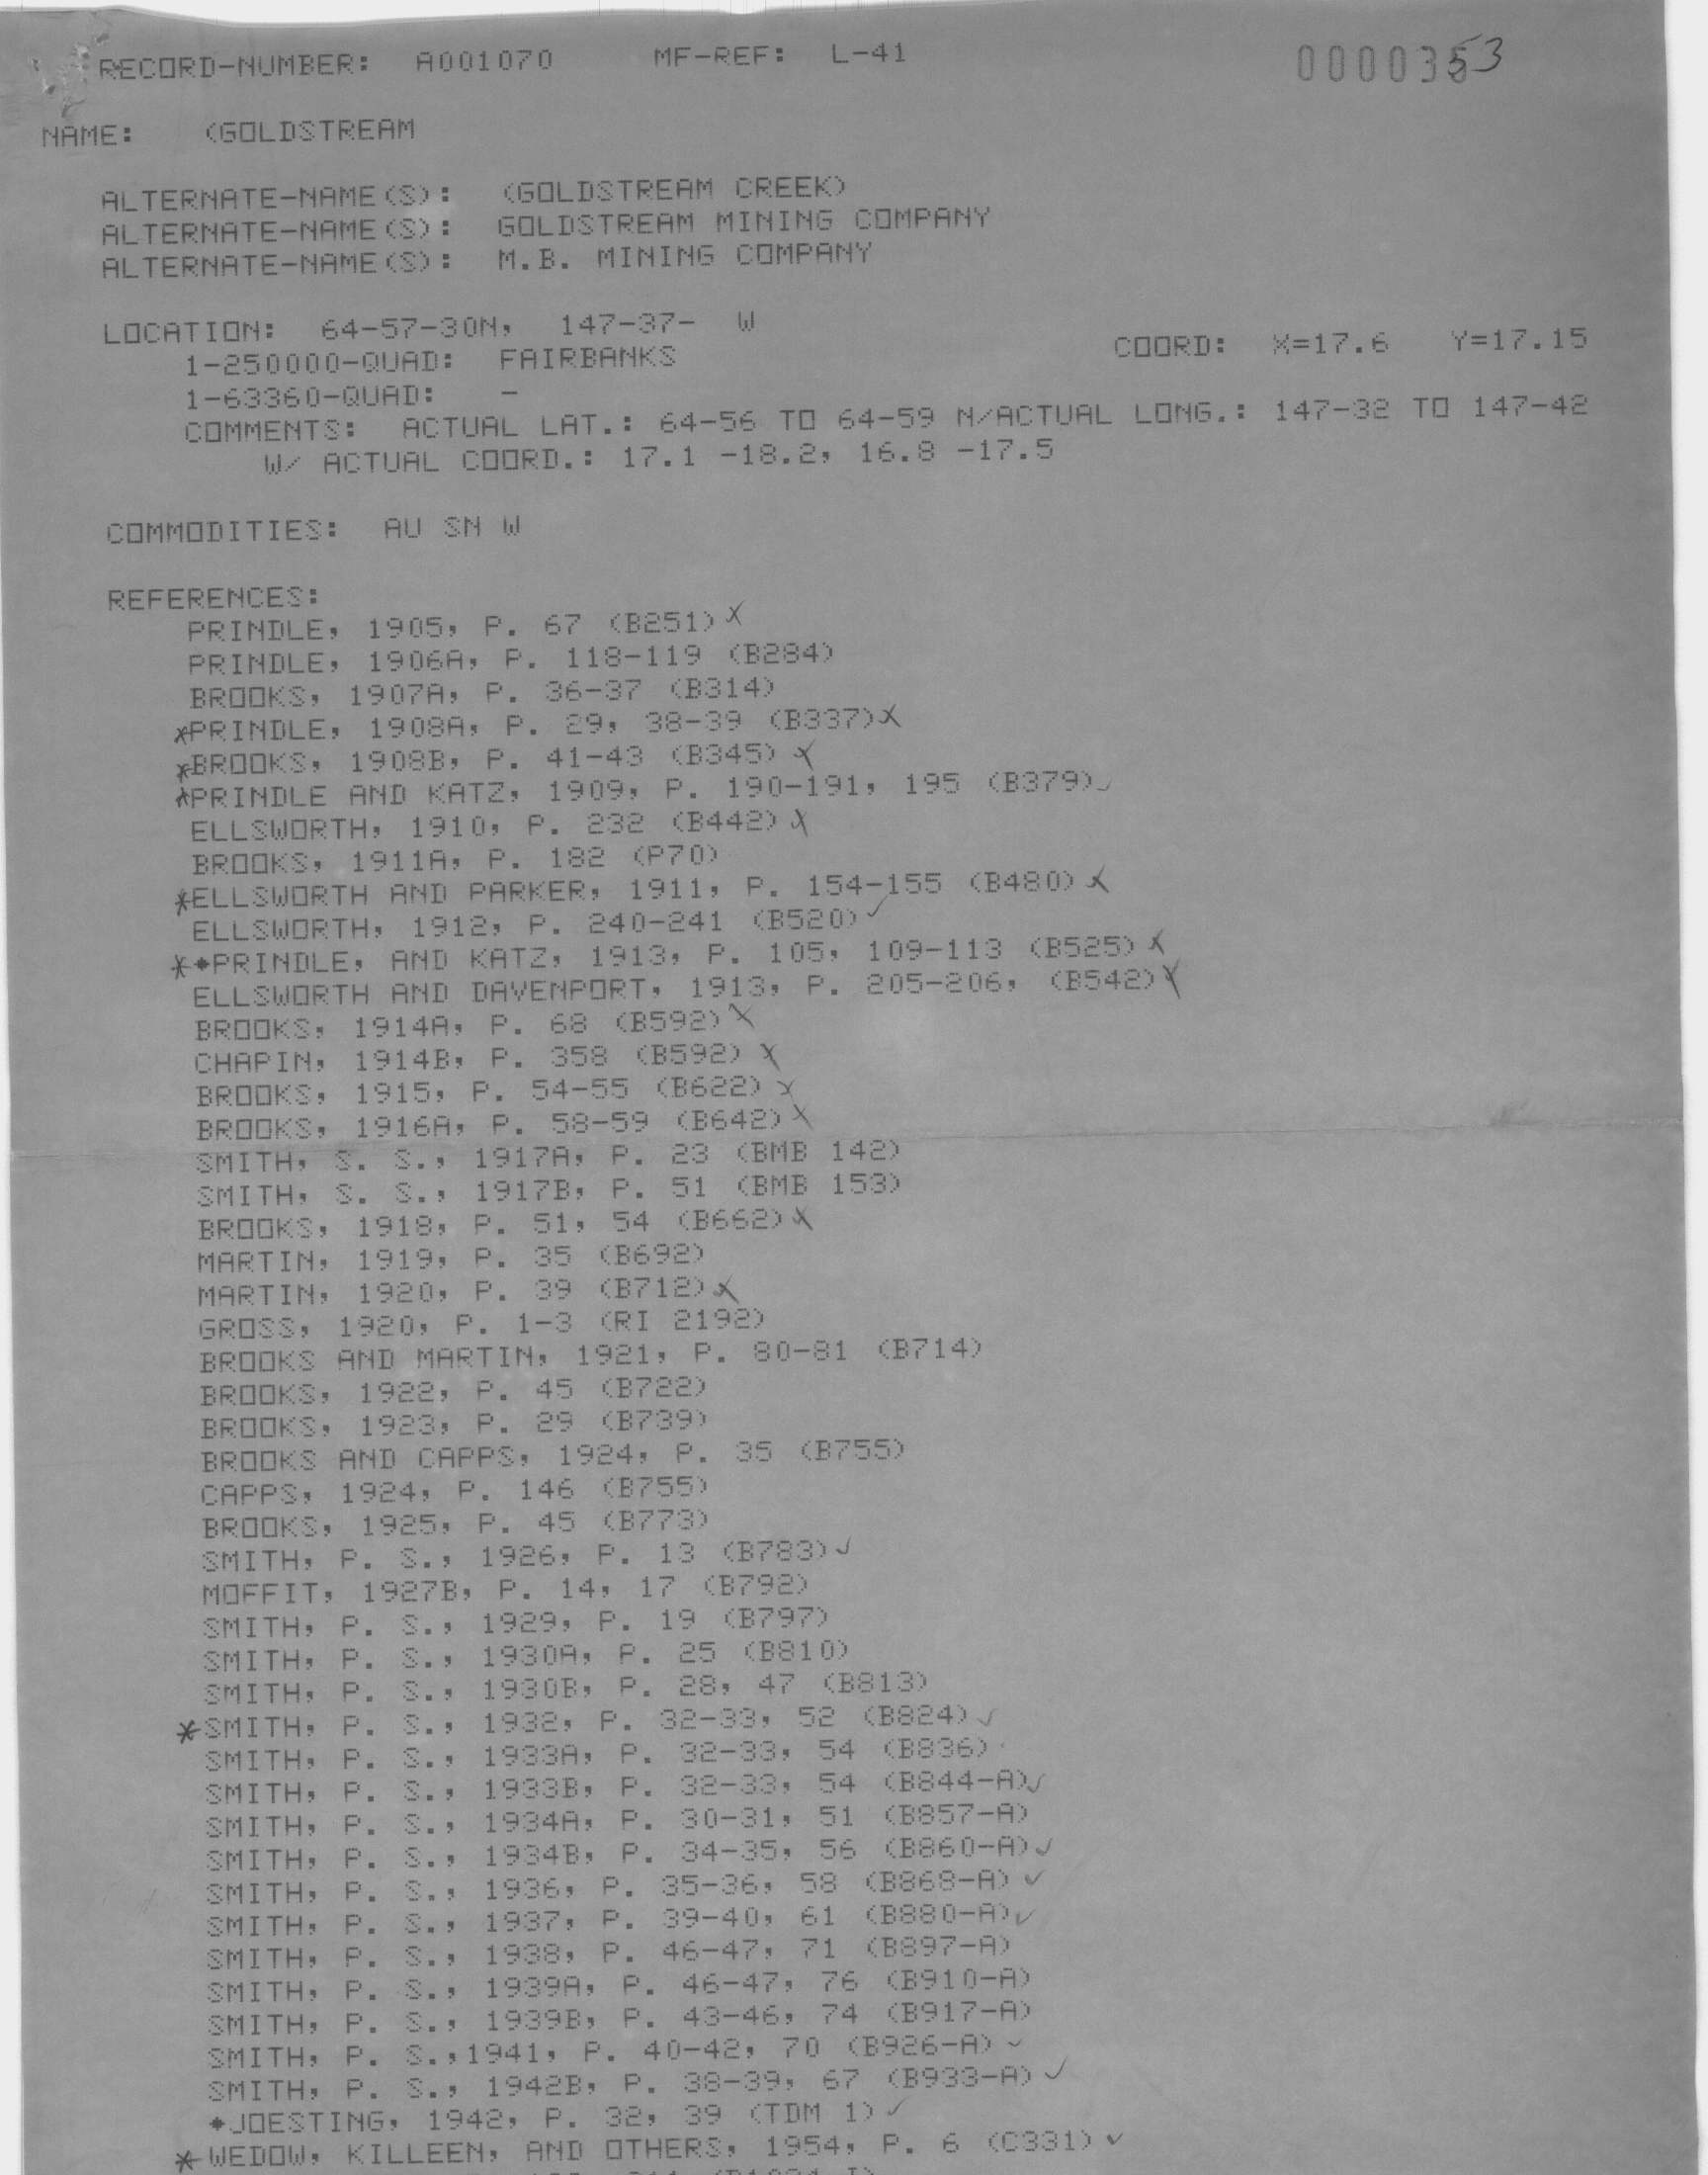 RECORD-NUMBER: A001070 MF-REF: L-41 0000353
NAME: (GOLDSTREAM
ALTERNATE-NAME(S): (GOLDSTREAM CREEK)
ALTERNATE-NAME(S): GOLDSTREAM MINING COMPANY
ALTERNATE-NAME(S): M.B. MINING COMPANY
LOCATION: 64-57-30N, 147-37- W
1-250000-QUAD: FAIRBANKS COORD: X=17.6 Y=17.15
1-63360-QUAD: -
COMMENTS: ACTUAL LAT.: 64-56 TO 64-59 N/ACTUAL LONG.: 147-32 TO 147-42
W/ ACTUAL COORD.: 17.1 -18.2, 16.8 -17.5
COMMODITIES: AU SN W
REFERENCES:
PRINDLE, 1905, P. 67 (B251) X
PRINDLE, 1906A, P. 118-119 (B284)
BROOKS, 1907A, P. 36-37 (B314)
*PRINDLE, 1908A, P. 29, 38-39 (B337) X
*BROOKS, 1908B, P. 41-43 (B345) X
*PRINDLE AND KATZ, 1909, P. 190-191, 195 (B379) ✓
ELLSWORTH, 1910, P. 232 (B442) X
BROOKS, 1911A, P. 182 (P70)
*ELLSWORTH AND PARKER, 1911, P. 154-155 (B480) X
ELLSWORTH, 1912, P. 240-241 (B520) ✓
*♦PRINDLE, AND KATZ, 1913, P. 105, 109-113 (B525) X
ELLSWORTH AND DAVENPORT, 1913, P. 205-206, (B542) X
BROOKS, 1914A, P. 68 (B592) X
CHAPIN, 1914B, P. 358 (B592) X
BROOKS, 1915, P. 54-55 (B622) X
BROOKS, 1916A, P. 58-59 (B642) X
SMITH, S. S., 1917A, P. 23 (BMB 142)
SMITH, S. S., 1917B, P. 51 (BMB 153)
BROOKS, 1918, P. 51, 54 (B662) X
MARTIN, 1919, P. 35 (B692)
MARTIN, 1920, P. 39 (B712) X
GROSS, 1920, P. 1-3 (RI 2192)
BROOKS AND MARTIN, 1921, P. 80-81 (B714)
BROOKS, 1922, P. 45 (B722)
BROOKS, 1923, P. 29 (B739)
BROOKS AND CAPPS, 1924, P. 35 (B755)
CAPPS, 1924, P. 146 (B755)
BROOKS, 1925, P. 45 (B773)
SMITH, P. S., 1926, P. 13 (B783) ✓
MOFFIT, 1927B, P. 14, 17 (B792)
SMITH, P. S., 1929, P. 19 (B797)
SMITH, P. S., 1930A, P. 25 (B810)
SMITH, P. S., 1930B, P. 28, 47 (B813)
*SMITH, P. S., 1932, P. 32-33, 52 (B824) ✓
SMITH, P. S., 1933A, P. 32-33, 54 (B836)
SMITH, P. S., 1933B, P. 32-33, 54 (B844-A) ✓
SMITH, P. S., 1934A, P. 30-31, 51 (B857-A)
SMITH, P. S., 1934B, P. 34-35, 56 (B860-A) ✓
SMITH, P. S., 1936, P. 35-36, 58 (B868-A) ✓
SMITH, P. S., 1937, P. 39-40, 61 (B880-A) ✓
SMITH, P. S., 1938, P. 46-47, 71 (B897-A)
SMITH, P. S., 1939A, P. 46-47, 76 (B910-A)
SMITH, P. S., 1939B, P. 43-46, 74 (B917-A)
SMITH, P. S.,1941, P. 40-42, 70 (B926-A) ✓
SMITH, P. S., 1942B, P. 38-39, 67 (B933-A) ✓
♦JOESTING, 1942, P. 32, 39 (TDM 1) ✓
*WEDOW, KILLEEN, AND OTHERS, 1954, P. 6 (C331) ✓